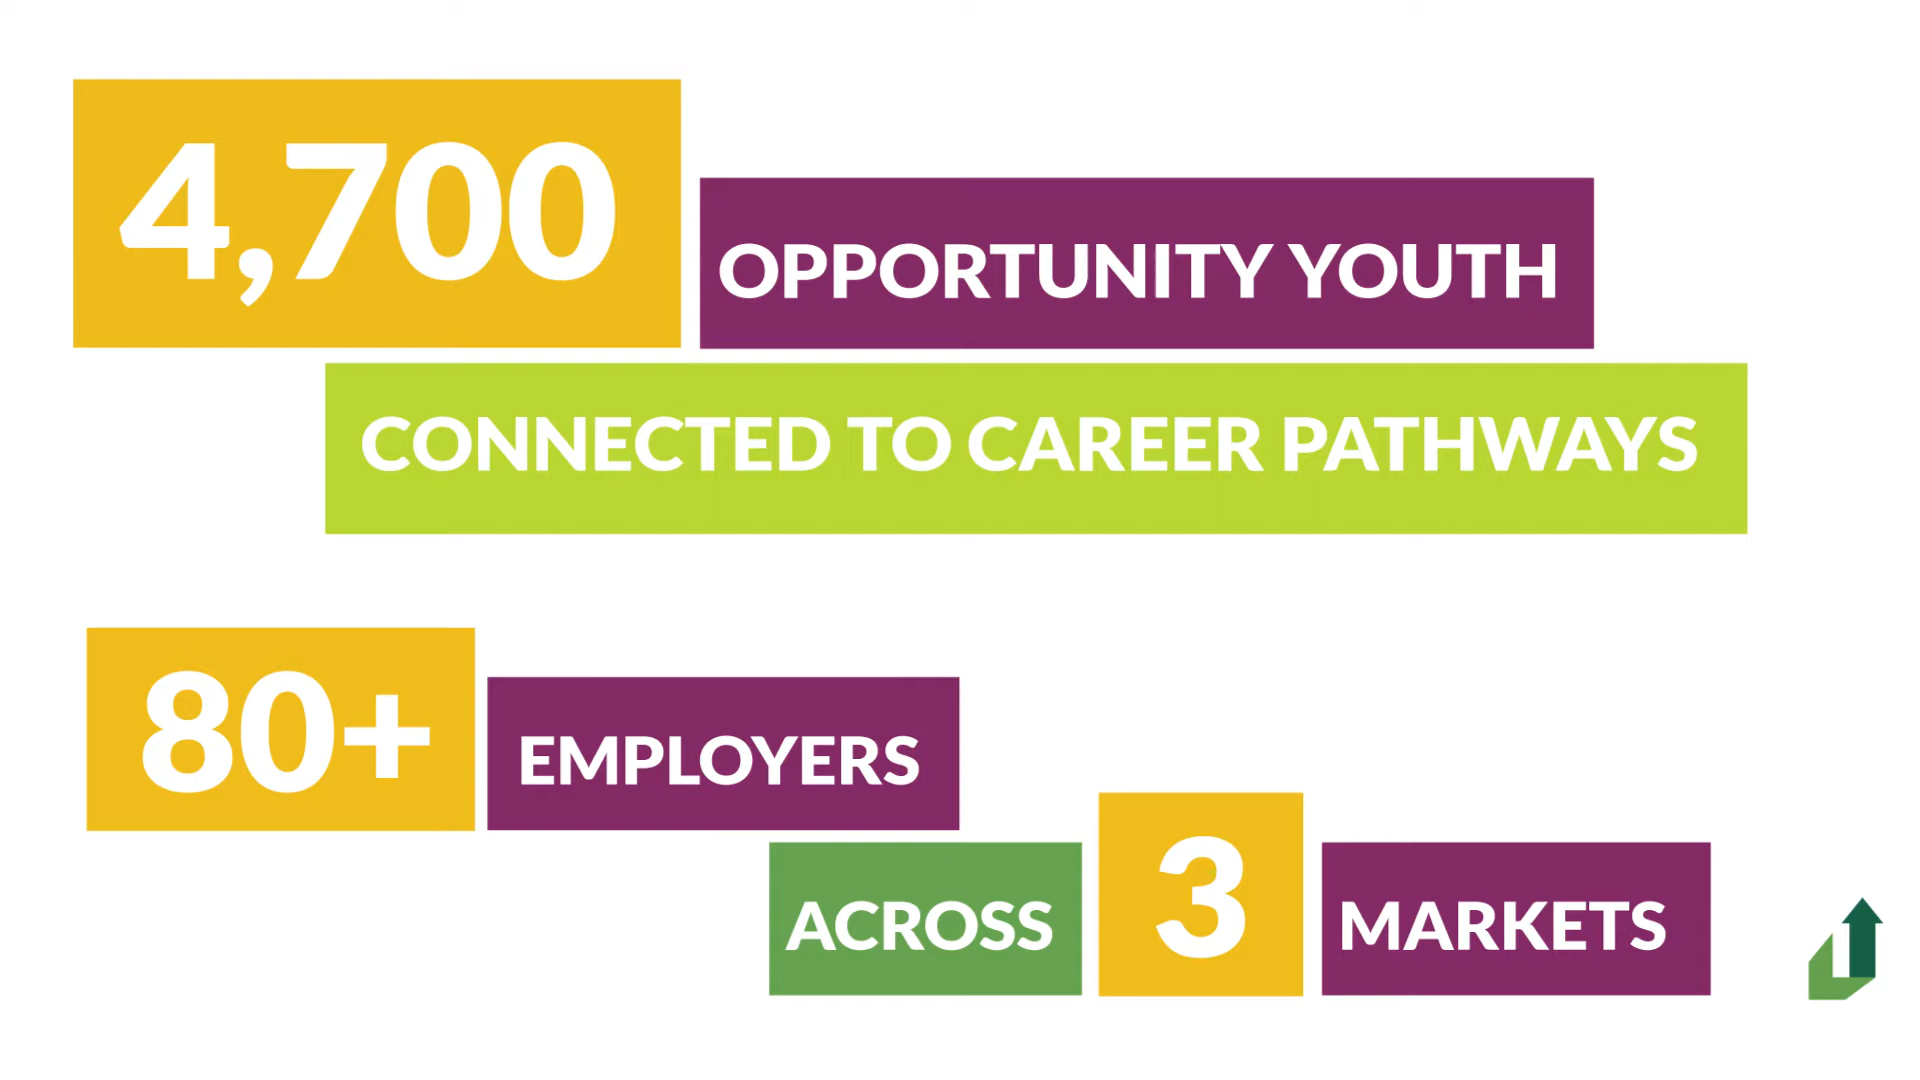 4,700 OPPORTUNITY YOUTH
CONNECTED TO CAREER PATHWAYS
80+ EMPLOYERS
ACROSS 3 MARKETS